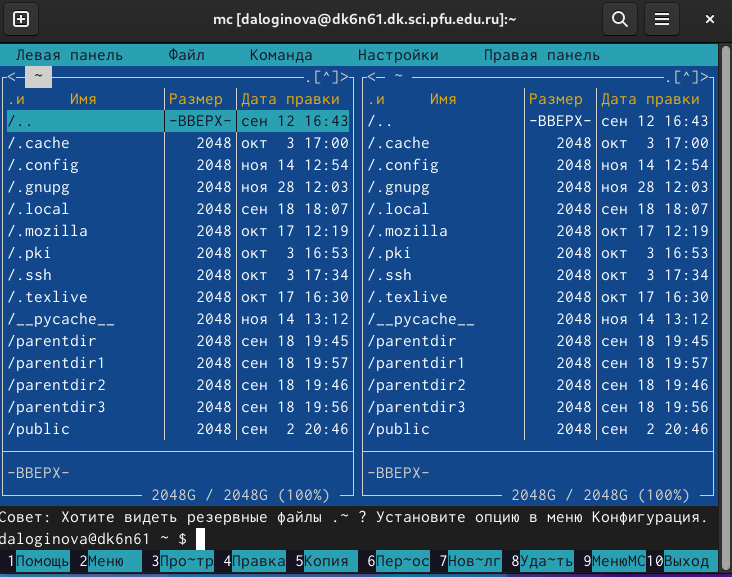 mc [daloginova@dk6n61.dk.sci.pfu.edu.ru]:~
Левая панель Файл Команда Настройки Правая панель
<— ~ .[^]> <— ~ .[^]>
.и Имя Размер Дата правки .и Имя Размер Дата правки
/.. -ВВЕРХ- сен 12 16:43 /.. -ВВЕРХ- сен 12 16:43
/.cache 2048 окт 3 17:00 /.cache 2048 окт 3 17:00
/.config 2048 ноя 14 12:54 /.config 2048 ноя 14 12:54
/.gnupg 2048 ноя 28 12:03 /.gnupg 2048 ноя 28 12:03
/.local 2048 сен 18 18:07 /.local 2048 сен 18 18:07
/.mozilla 2048 окт 17 12:19 /.mozilla 2048 окт 17 12:19
/.pki 2048 окт 3 16:53 /.pki 2048 окт 3 16:53
/.ssh 2048 окт 3 17:34 /.ssh 2048 окт 3 17:34
/.texlive 2048 окт 17 16:30 /.texlive 2048 окт 17 16:30
/__pycache__ 2048 ноя 14 13:12 /__pycache__ 2048 ноя 14 13:12
/parentdir 2048 сен 18 19:45 /parentdir 2048 сен 18 19:45
/parentdir1 2048 сен 18 19:57 /parentdir1 2048 сен 18 19:57
/parentdir2 2048 сен 18 19:46 /parentdir2 2048 сен 18 19:46
/parentdir3 2048 сен 18 19:56 /parentdir3 2048 сен 18 19:56
/public 2048 сен 2 20:46 /public 2048 сен 2 20:46
-ВВЕРХ- -ВВЕРХ-
2048G / 2048G (100%) 2048G / 2048G (100%)
Совет: Хотите видеть резервные файлы .~ ? Установите опцию в меню Конфигурация.
daloginova@dk6n61 ~ $
1Помощь 2Меню 3Про~тр 4Правка 5Копия 6Пер~ос 7Нов~лг 8Уда~ть 9МенюMC 10Выход